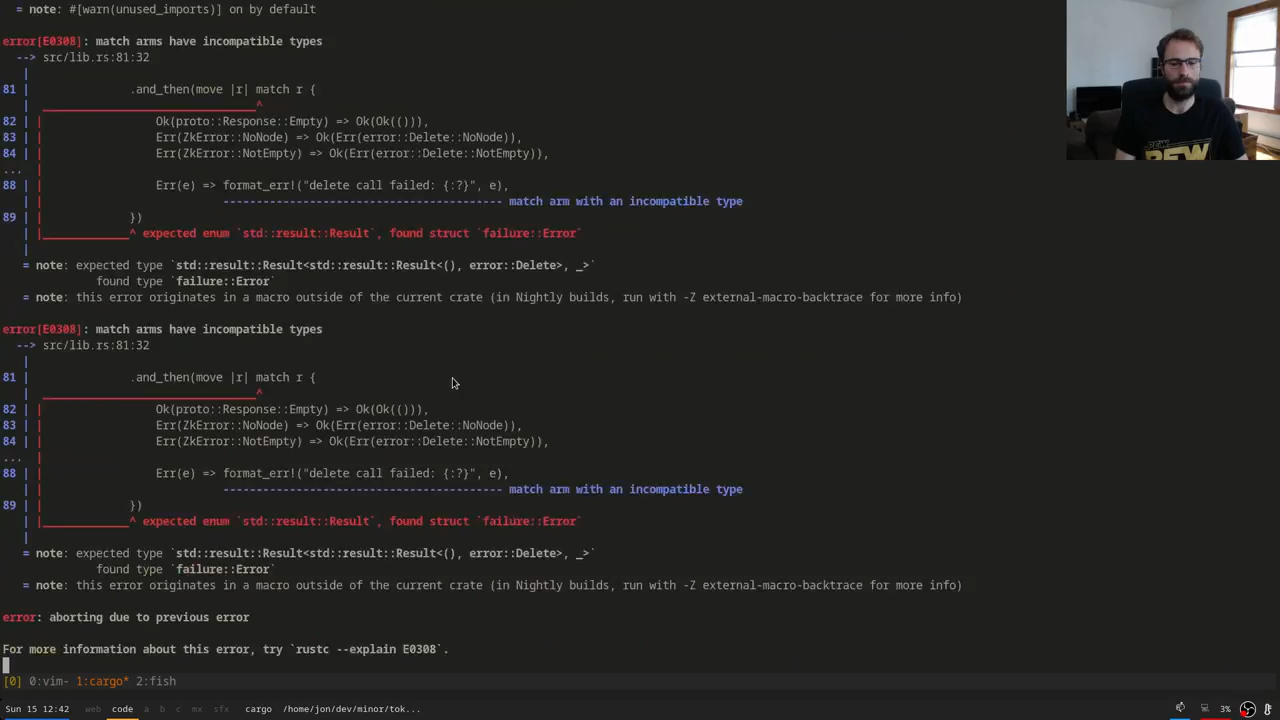 = note: #[warn(unused_imports)] on by default
error[E0308]: match arms have incompatible types
--> src/lib.rs:81:32
|
81 | .and_then(move |r| match r {
| ________________________________^
82 | | Ok(proto::Response::Empty) => Ok(Ok(())),
83 | | Err(ZkError::NoNode) => Ok(Err(error::Delete::NoNode)),
84 | | Err(ZkError::NotEmpty) => Ok(Err(error::Delete::NotEmpty)),
... |
88 | | Err(e) => format_err!("delete call failed: {:?}", e),
| | ------------------------------------------ match arm with an incompatible type
89 | | })
| |_____________^ expected enum `std::result::Result`, found struct `failure::Error`
|
= note: expected type `std::result::Result<std::result::Result<(), error::Delete>, _>`
found type `failure::Error`
= note: this error originates in a macro outside of the current crate (in Nightly builds, run with -Z external-macro-backtrace for more info)
error[E0308]: match arms have incompatible types
--> src/lib.rs:81:32
|
81 | .and_then(move |r| match r {
| ________________________________^
82 | | Ok(proto::Response::Empty) => Ok(Ok(())),
83 | | Err(ZkError::NoNode) => Ok(Err(error::Delete::NoNode)),
84 | | Err(ZkError::NotEmpty) => Ok(Err(error::Delete::NotEmpty)),
... |
88 | | Err(e) => format_err!("delete call failed: {:?}", e),
| | ------------------------------------------ match arm with an incompatible type
89 | | })
| |_____________^ expected enum `std::result::Result`, found struct `failure::Error`
|
= note: expected type `std::result::Result<std::result::Result<(), error::Delete>, _>`
found type `failure::Error`
= note: this error originates in a macro outside of the current crate (in Nightly builds, run with -Z external-macro-backtrace for more info)
error: aborting due to previous error
For more information about this error, try `rustc --explain E0308`.
[0] 0:vim- 1:cargo* 2:fish
Sun 15 12:42 web code a b c mx sfx cargo /home/jon/dev/minor/tok... 3%
PEW
PEW